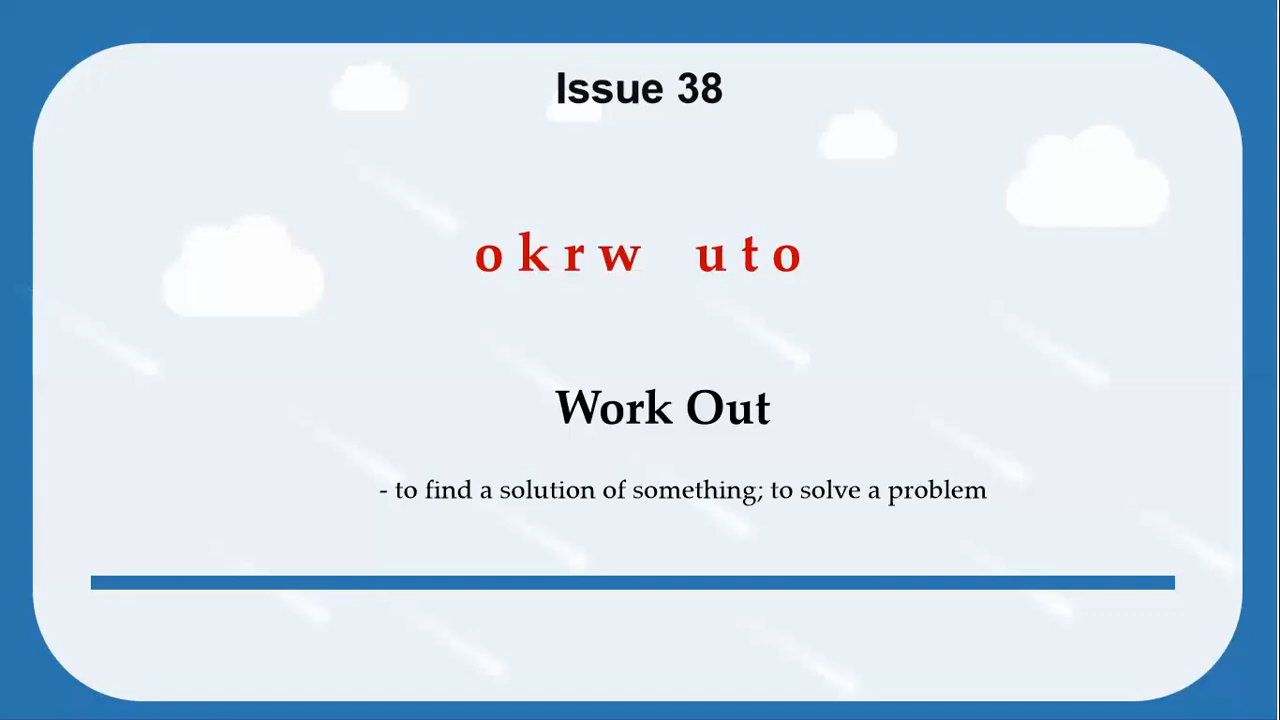 Issue 38
o k r w  u t o
Work Out
- to find a solution of something; to solve a problem